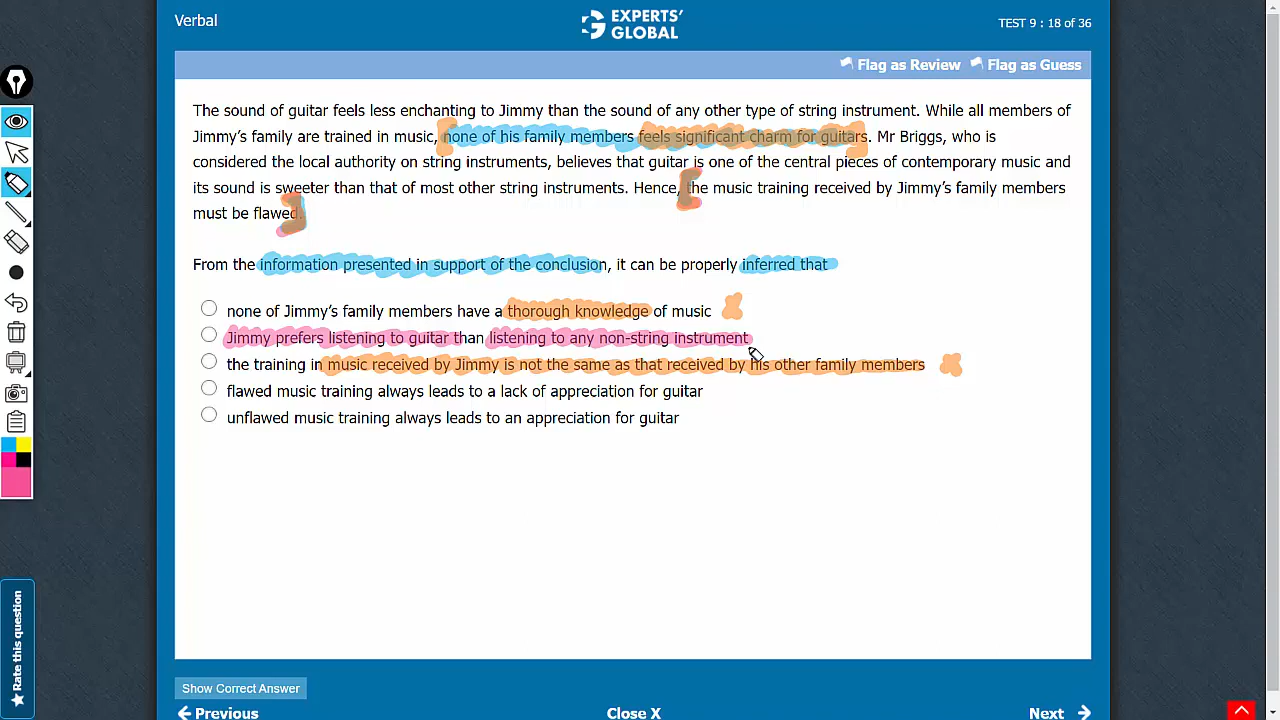 Verbal
EXPERTS'
GLOBAL
TEST 9 : 18 of 36
Flag as Review Flag as Guess
The sound of guitar feels less enchanting to Jimmy than the sound of any other type of string instrument. While all members of
Jimmy's family are trained in music, none of his family members feels significant charm for guitars. Mr Briggs, who is
considered the local authority on string instruments, believes that guitar is one of the central pieces of contemporary music and
its sound is sweeter than that of most other string instruments. Hence, the music training received by Jimmy's family members
must be flawed.
From the information presented in support of the conclusion, it can be properly inferred that
none of Jimmy's family members have a thorough knowledge of music
Jimmy prefers listening to guitar than listening to any non-string instrument
the training in music received by Jimmy is not the same as that received by his other family members
flawed music training always leads to a lack of appreciation for guitar
unflawed music training always leads to an appreciation for guitar
Rate this question
Show Correct Answer
Previous
Close X
Next